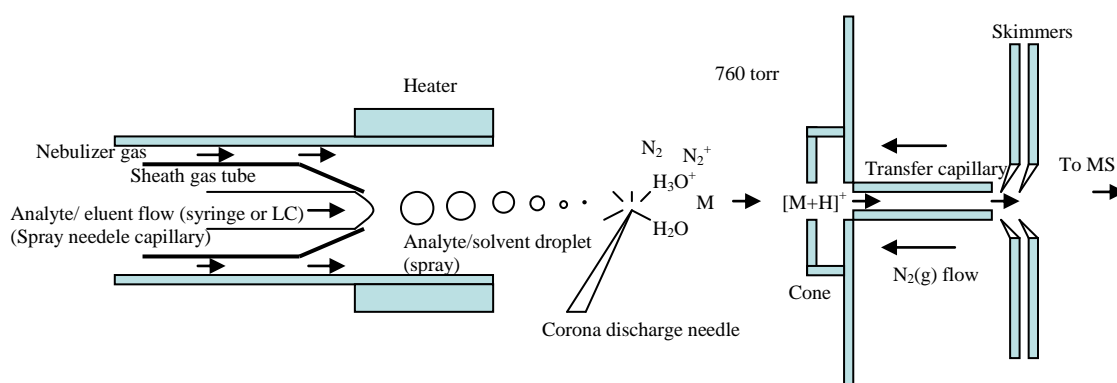 Skimmers
760 torr
Heater
Nebulizer gas
Sheath gas tube
Analyte/ eluent flow (syringe or LC)
(Spray needele capillary)
Analyte/solvent droplet
(spray)
N₂ N₂⁺
H₃O⁺
M
H₂O
Corona discharge needle
[M+H]⁺
Transfer capillary
To MS
N₂(g) flow
Cone